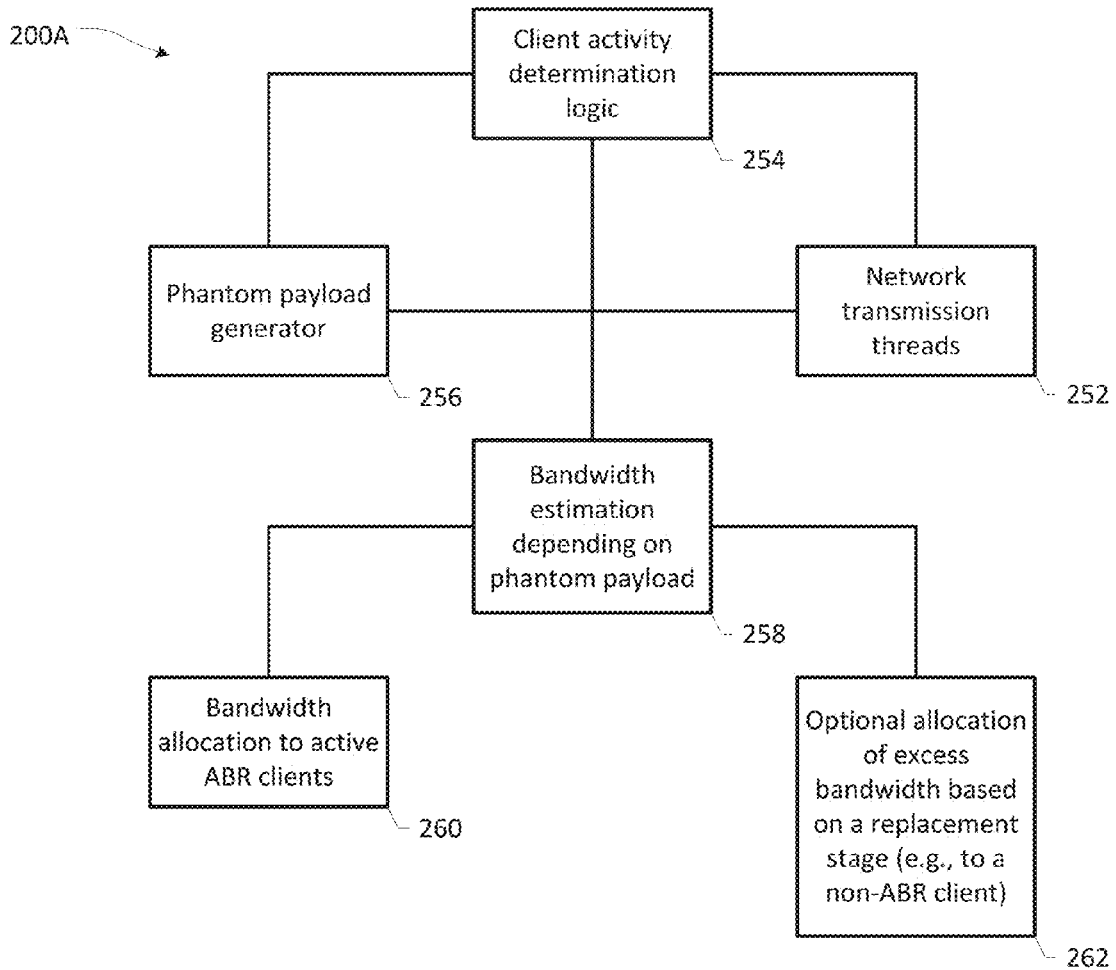 200A
Client activity
determination
logic
254
Phantom payload
generator
256
Network
transmission
threads
252
Bandwidth
estimation
depending on
phantom payload
258
Bandwidth
allocation to active
ABR clients
260
Optional allocation
of excess
bandwidth based
on a replacement
stage (e.g., to a
non-ABR client)
262